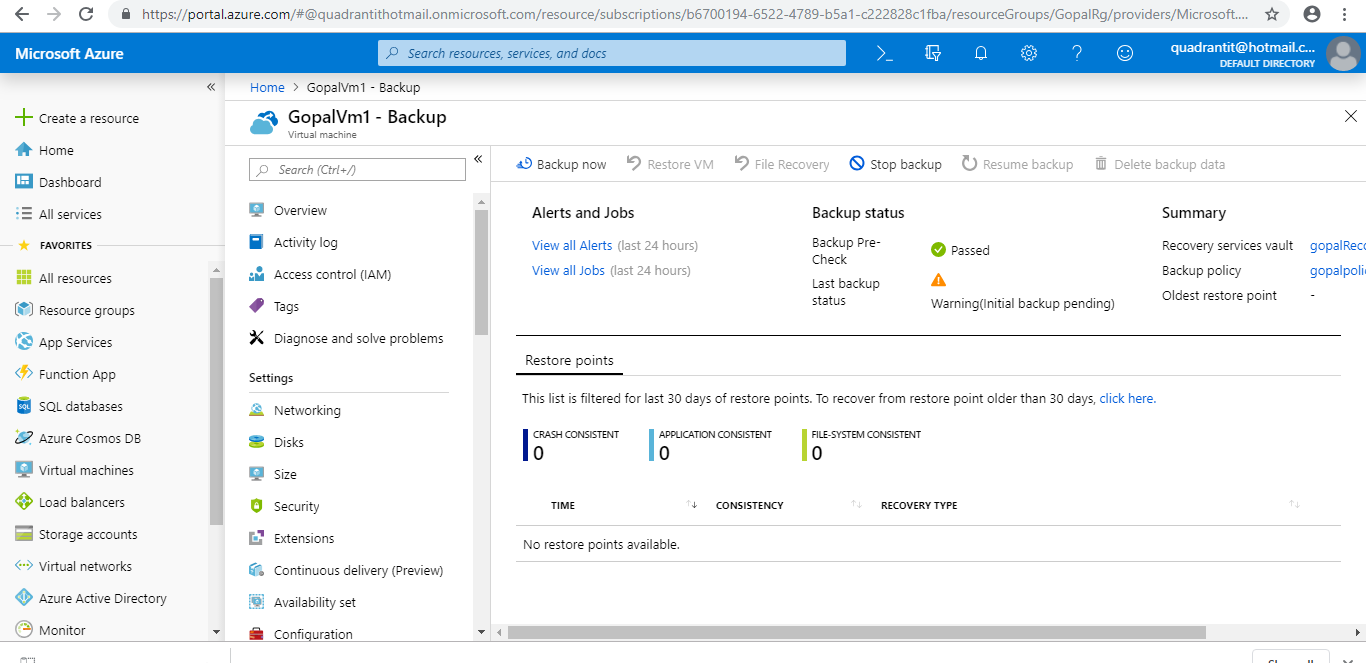 https://portal.azure.com/#@quadrantithotmail.onmicrosoft.com/resource/subscriptions/b6700194-6522-4789-b5a1-c222828c1fba/resourceGroups/GopalRg/providers/Microsoft....
Microsoft Azure
Search resources, services, and docs
quadrantit@hotmail.c...
DEFAULT DIRECTORY
Create a resource
Home
Dashboard
All services
FAVORITES
All resources
Resource groups
App Services
Function App
SQL databases
Azure Cosmos DB
Virtual machines
Load balancers
Storage accounts
Virtual networks
Azure Active Directory
Monitor
Home > GopalVm1 - Backup
GopalVm1 - Backup
Virtual machine
Search (Ctrl+/)
Overview
Activity log
Access control (IAM)
Tags
Diagnose and solve problems
Settings
Networking
Disks
Size
Security
Extensions
Continuous delivery (Preview)
Availability set
Configuration
Backup now Restore VM File Recovery Stop backup Resume backup Delete backup data
Alerts and Jobs
View all Alerts (last 24 hours)
View all Jobs (last 24 hours)
Backup status
Backup Pre-
Check
Passed
Last backup
status
Warning(Initial backup pending)
Summary
Recovery services vault gopalReco
Backup policy gopalpolic
Oldest restore point -
Restore points
This list is filtered for last 30 days of restore points. To recover from restore point older than 30 days, click here.
CRASH CONSISTENT
0
APPLICATION CONSISTENT
0
FILE-SYSTEM CONSISTENT
0
TIME CONSISTENCY RECOVERY TYPE
No restore points available.